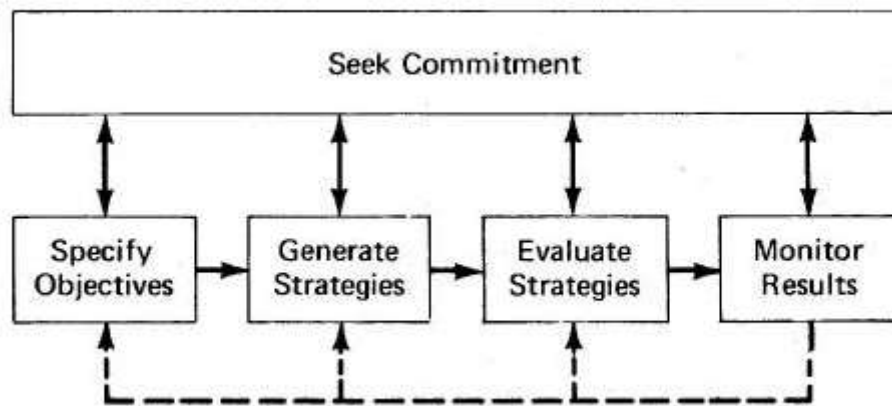 Seek Commitment
Specify
Objectives
Generate
Strategies
Evaluate
Strategies
Monitor
Results